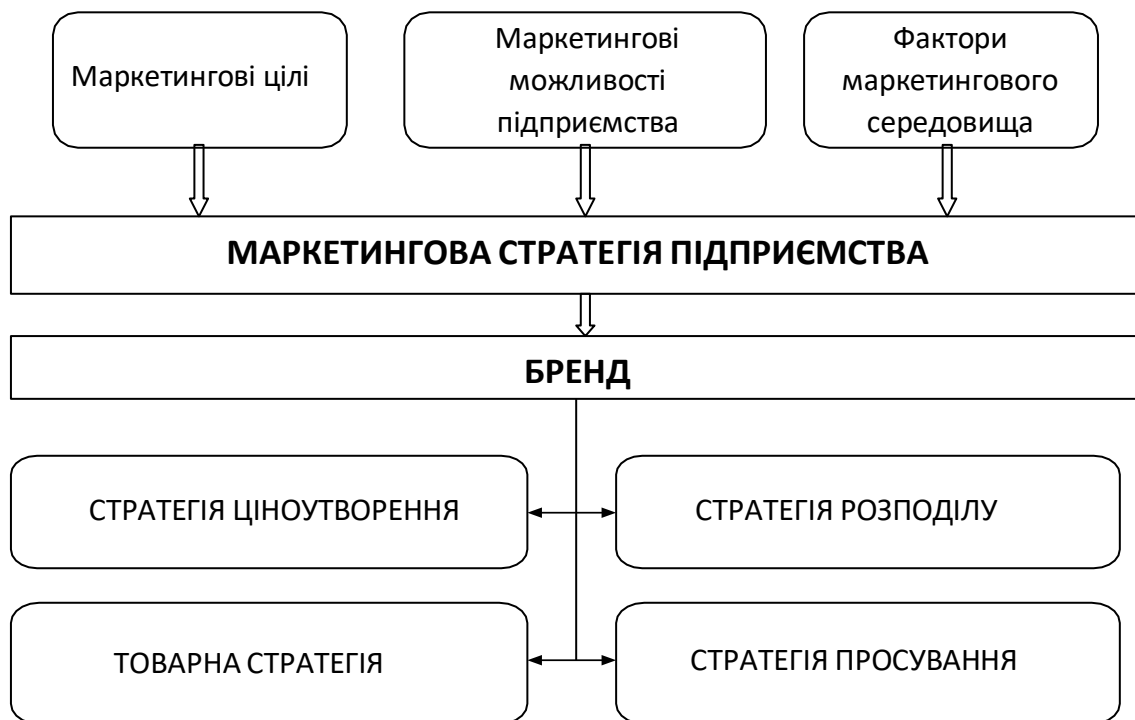 Маркетингові цілі
Маркетингові
можливості
підприємства
Фактори
маркетингового
середовища
МАРКЕТИНГОВА СТРАТЕГІЯ ПІДПРИЄМСТВА
БРЕНД
СТРАТЕГІЯ ЦІНОУТВОРЕННЯ
СТРАТЕГІЯ РОЗПОДІЛУ
ТОВАРНА СТРАТЕГІЯ
СТРАТЕГІЯ ПРОСУВАННЯ